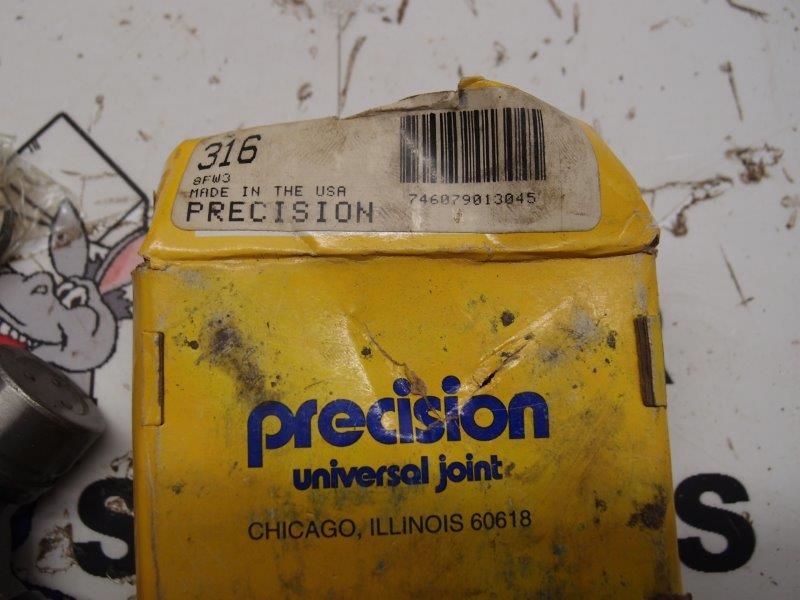 316
8FW3
MADE IN THE USA
PRECISION
746079013045
precision
universal joint
CHICAGO, ILLINOIS 60618
S
S